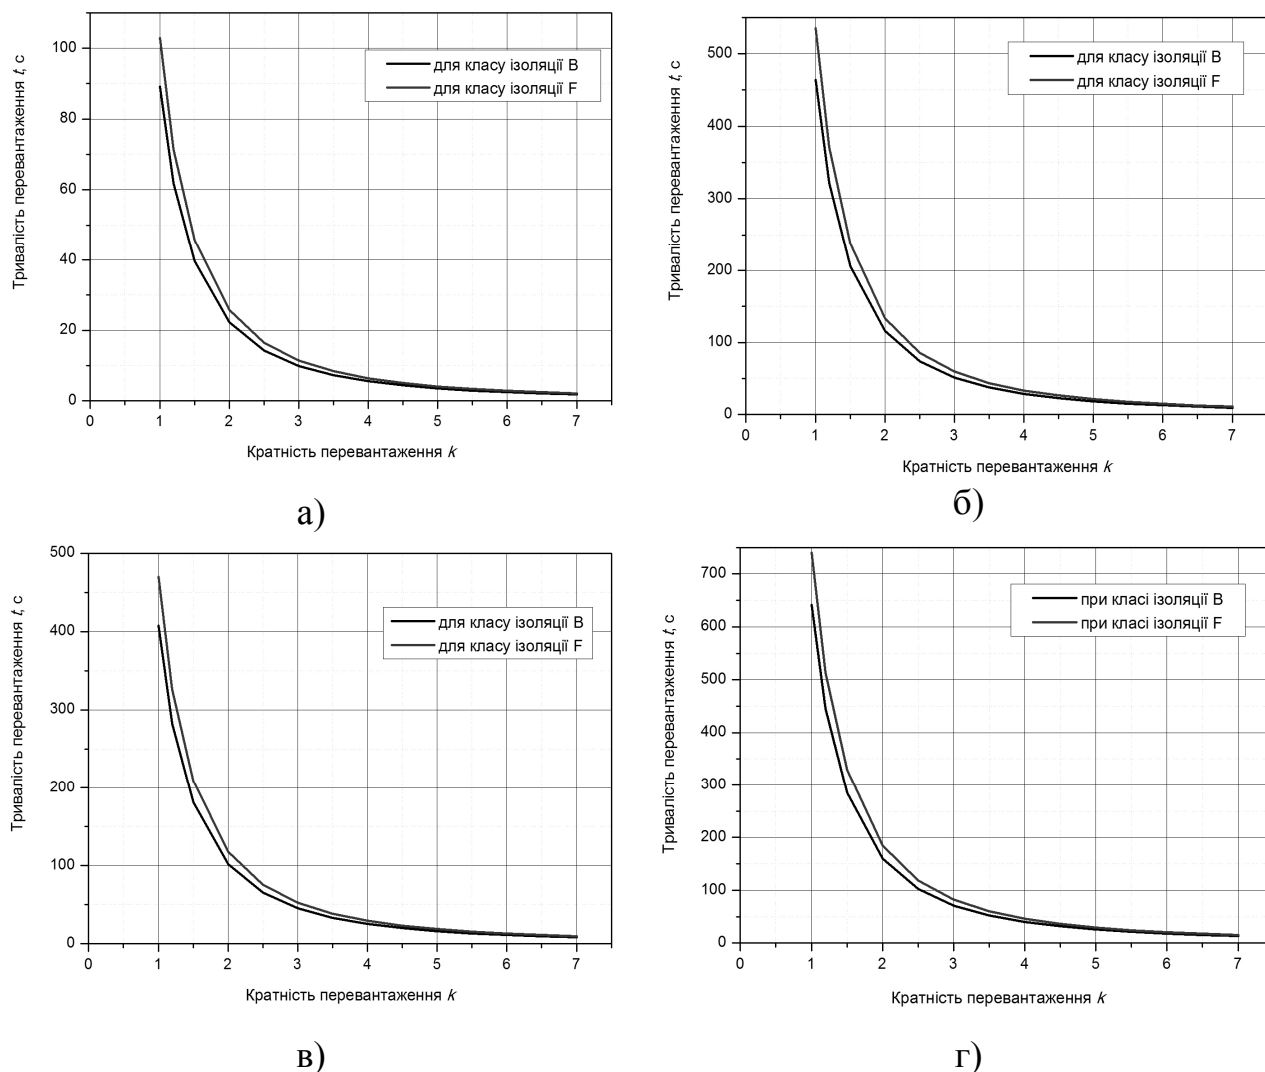 100
80
60
40
20
0
Тривалість перевантаження t, с
для класу ізоляції B
для класу ізоляції F
0 1 2 3 4 5 6 7
Кратність перевантаження k
а)
500
400
300
200
100
0
Тривалість перевантаження t, с
для класу ізоляції B
для класу ізоляції F
0 1 2 3 4 5 6 7
Кратність перевантаження k
б)
500
400
300
200
100
0
Тривалість перевантаження t, с
для класу ізоляції B
для класу ізоляції F
0 1 2 3 4 5 6 7
Кратність перевантаження k
в)
700
600
500
400
300
200
100
0
Тривалість перевантаження t, с
при класі ізоляції B
при класі ізоляції F
0 1 2 3 4 5 6 7
Кратність перевантаження k
г)